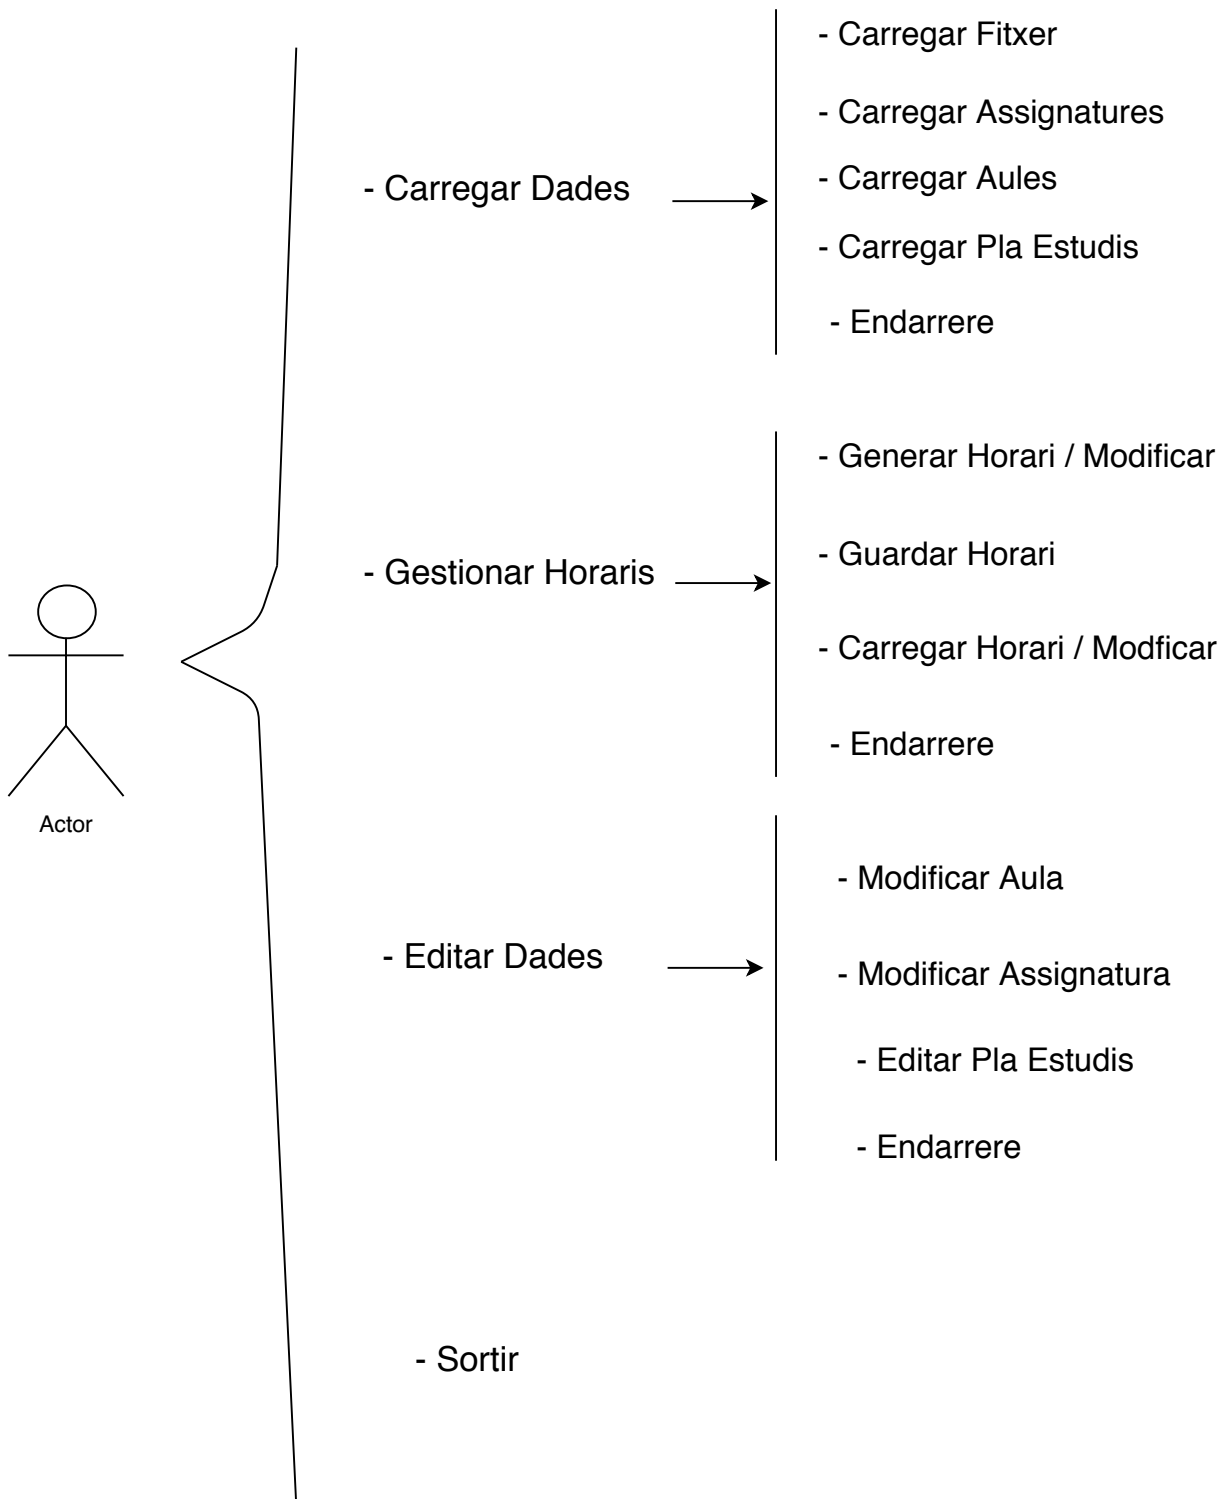 - Carregar Fitxer
- Carregar Assignatures
- Carregar Dades
- Carregar Aules
- Carregar Pla Estudis
- Endarrere
- Generar Horari / Modificar
- Gestionar Horaris
- Guardar Horari
- Carregar Horari / Modficar
- Endarrere
Actor
- Modificar Aula
- Editar Dades
- Modificar Assignatura
- Editar Pla Estudis
- Endarrere
- Sortir